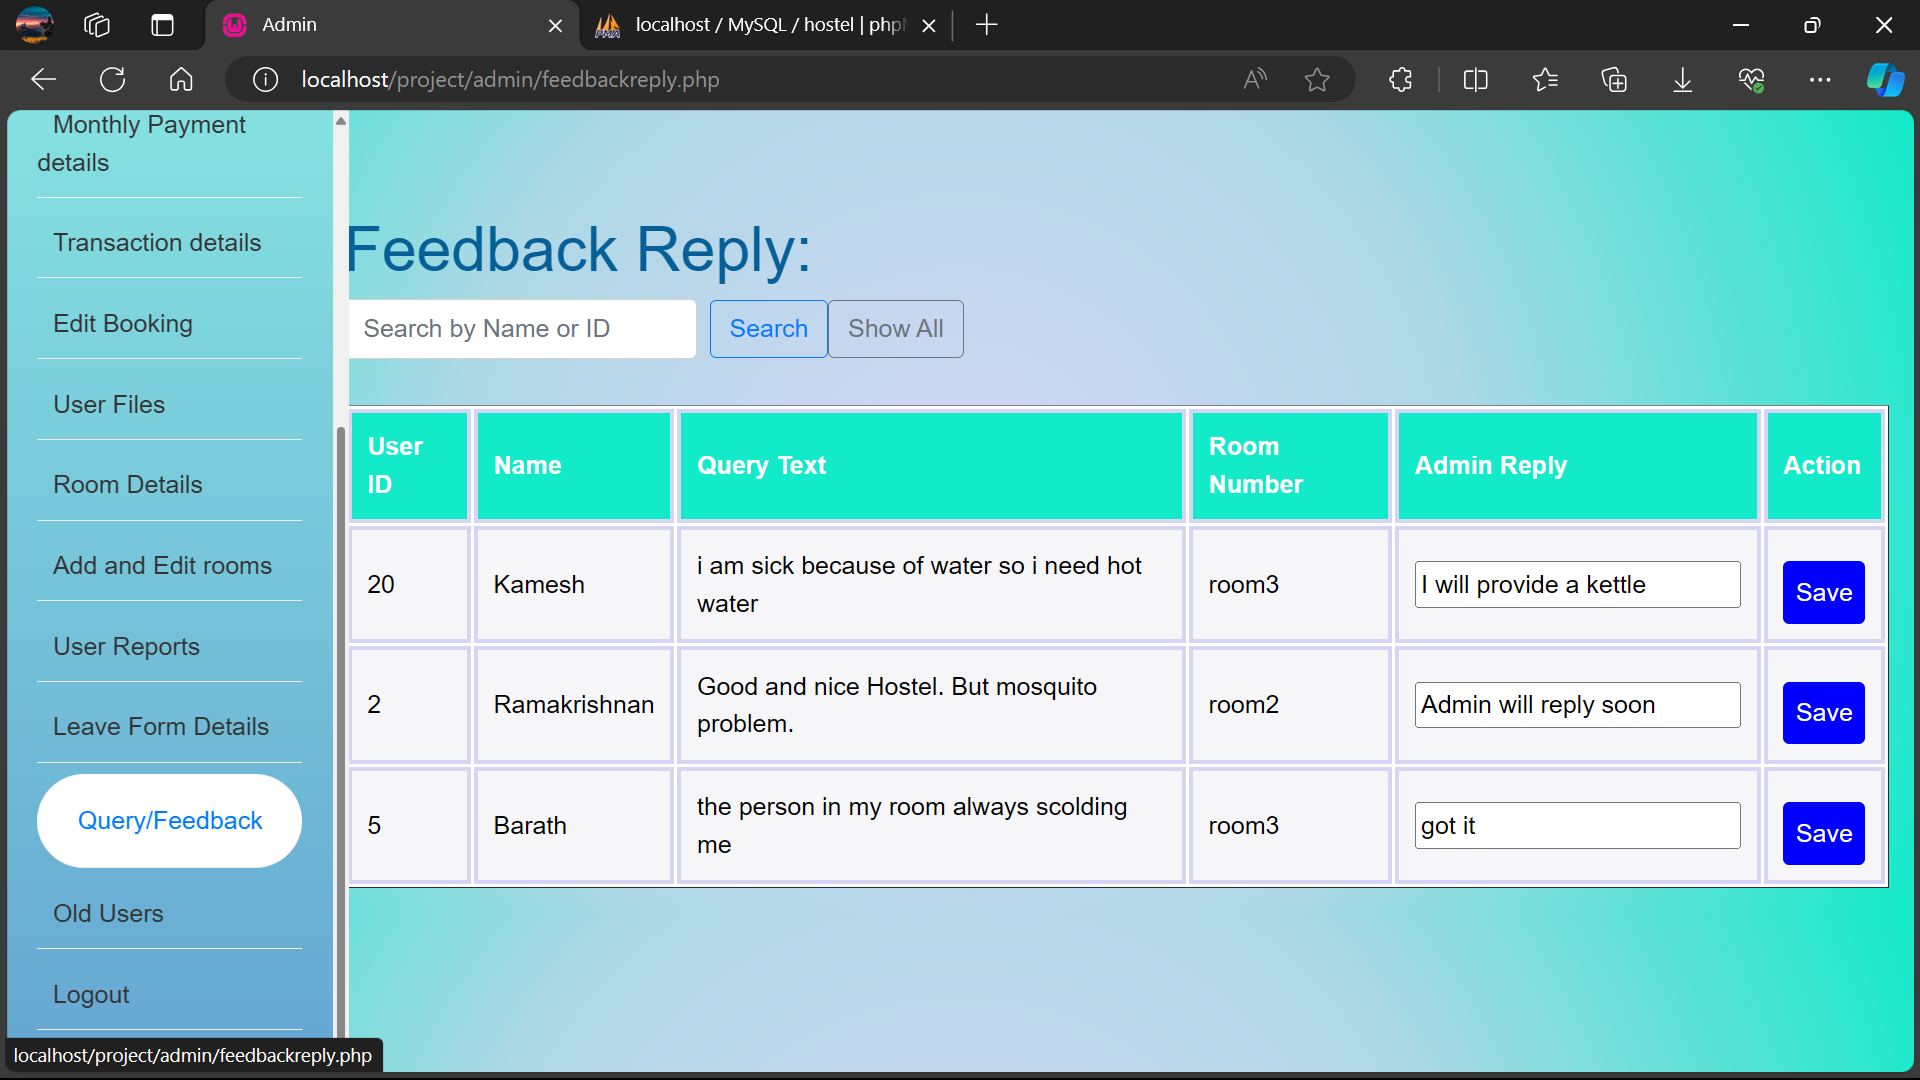 Admin
localhost / MySQL / hostel | php
localhost/project/admin/feedbackreply.php
Monthly Payment
details
Transaction details
Edit Booking
User Files
Room Details
Add and Edit rooms
User Reports
Leave Form Details
Query/Feedback
Old Users
Logout
Feedback Reply:
Search by Name or ID
Search
Show All
User
ID
Name
Query Text
Room
Number
Admin Reply
Action
20
Kamesh
i am sick because of water so i need hot
water
room3
I will provide a kettle
Save
2
Ramakrishnan
Good and nice Hostel. But mosquito
problem.
room2
Admin will reply soon
Save
5
Barath
the person in my room always scolding
me
room3
got it
Save
localhost/project/admin/feedbackreply.php